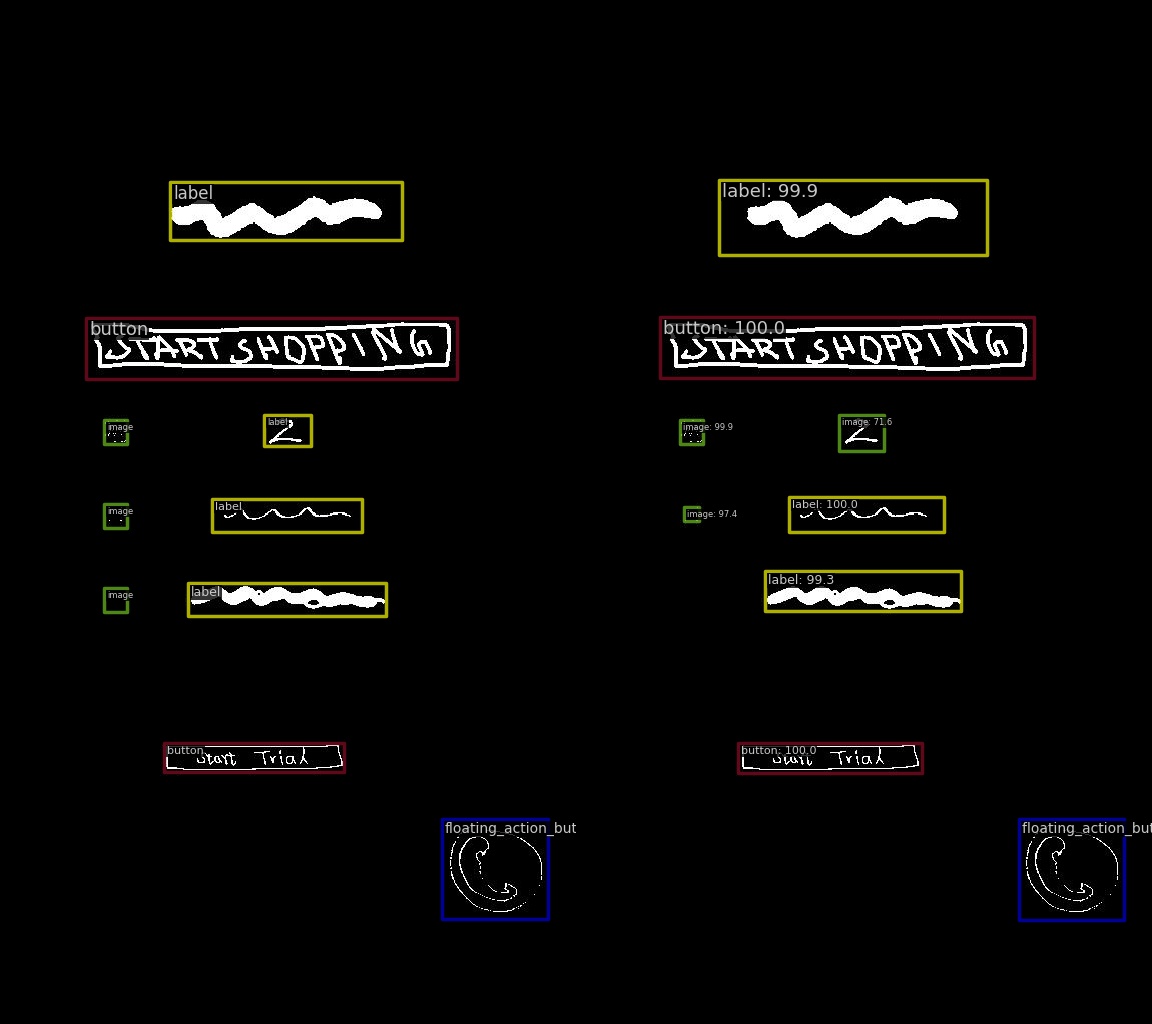 label label: 99.9
button START SHOPPING button: 100.0 START SHOPPING
image label image: 99.9 image: 71.6
image label image: 97.4 label: 100.0
image label label: 99.3
button Start Trial button: 100.0 Start Trial
floating_action_but floating_action_but